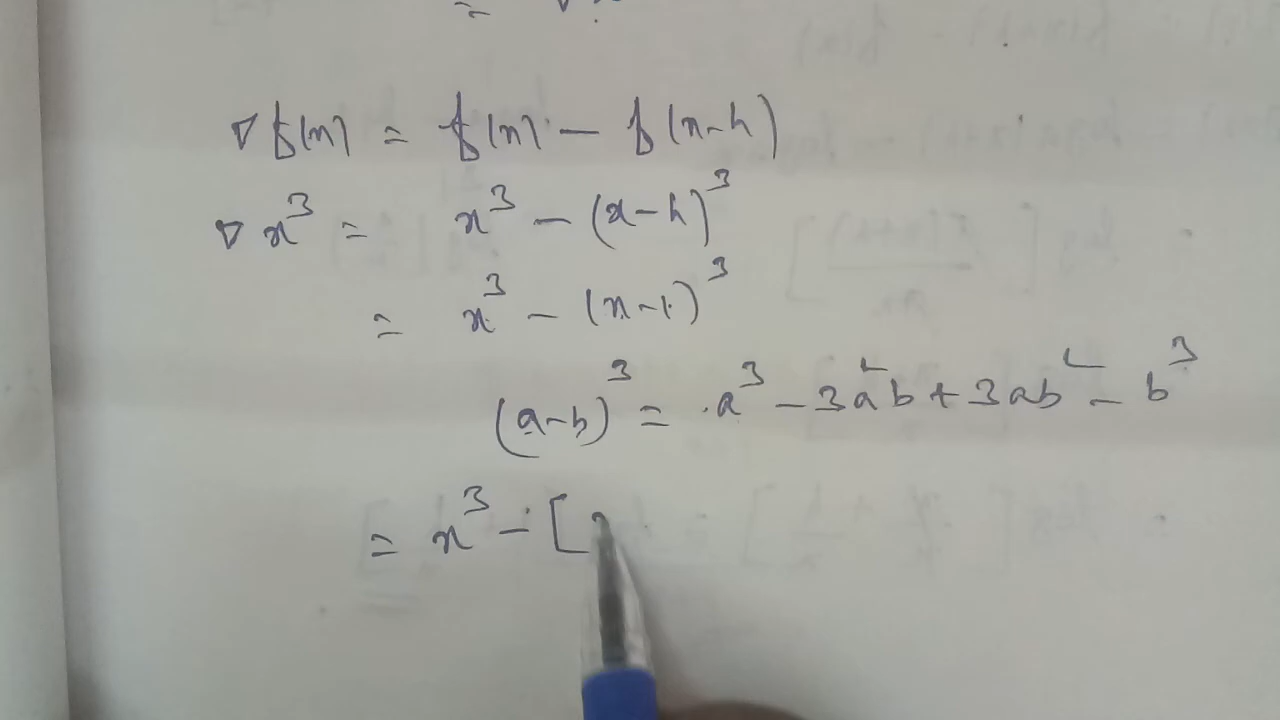 ∇f(x) = f(x) - f(x-h)
∇x³ = x³ - (x-h)³
= x³ - (x-1)³
(a-b)³ = a³ - 3a²b + 3ab² - b³
= x³ - [